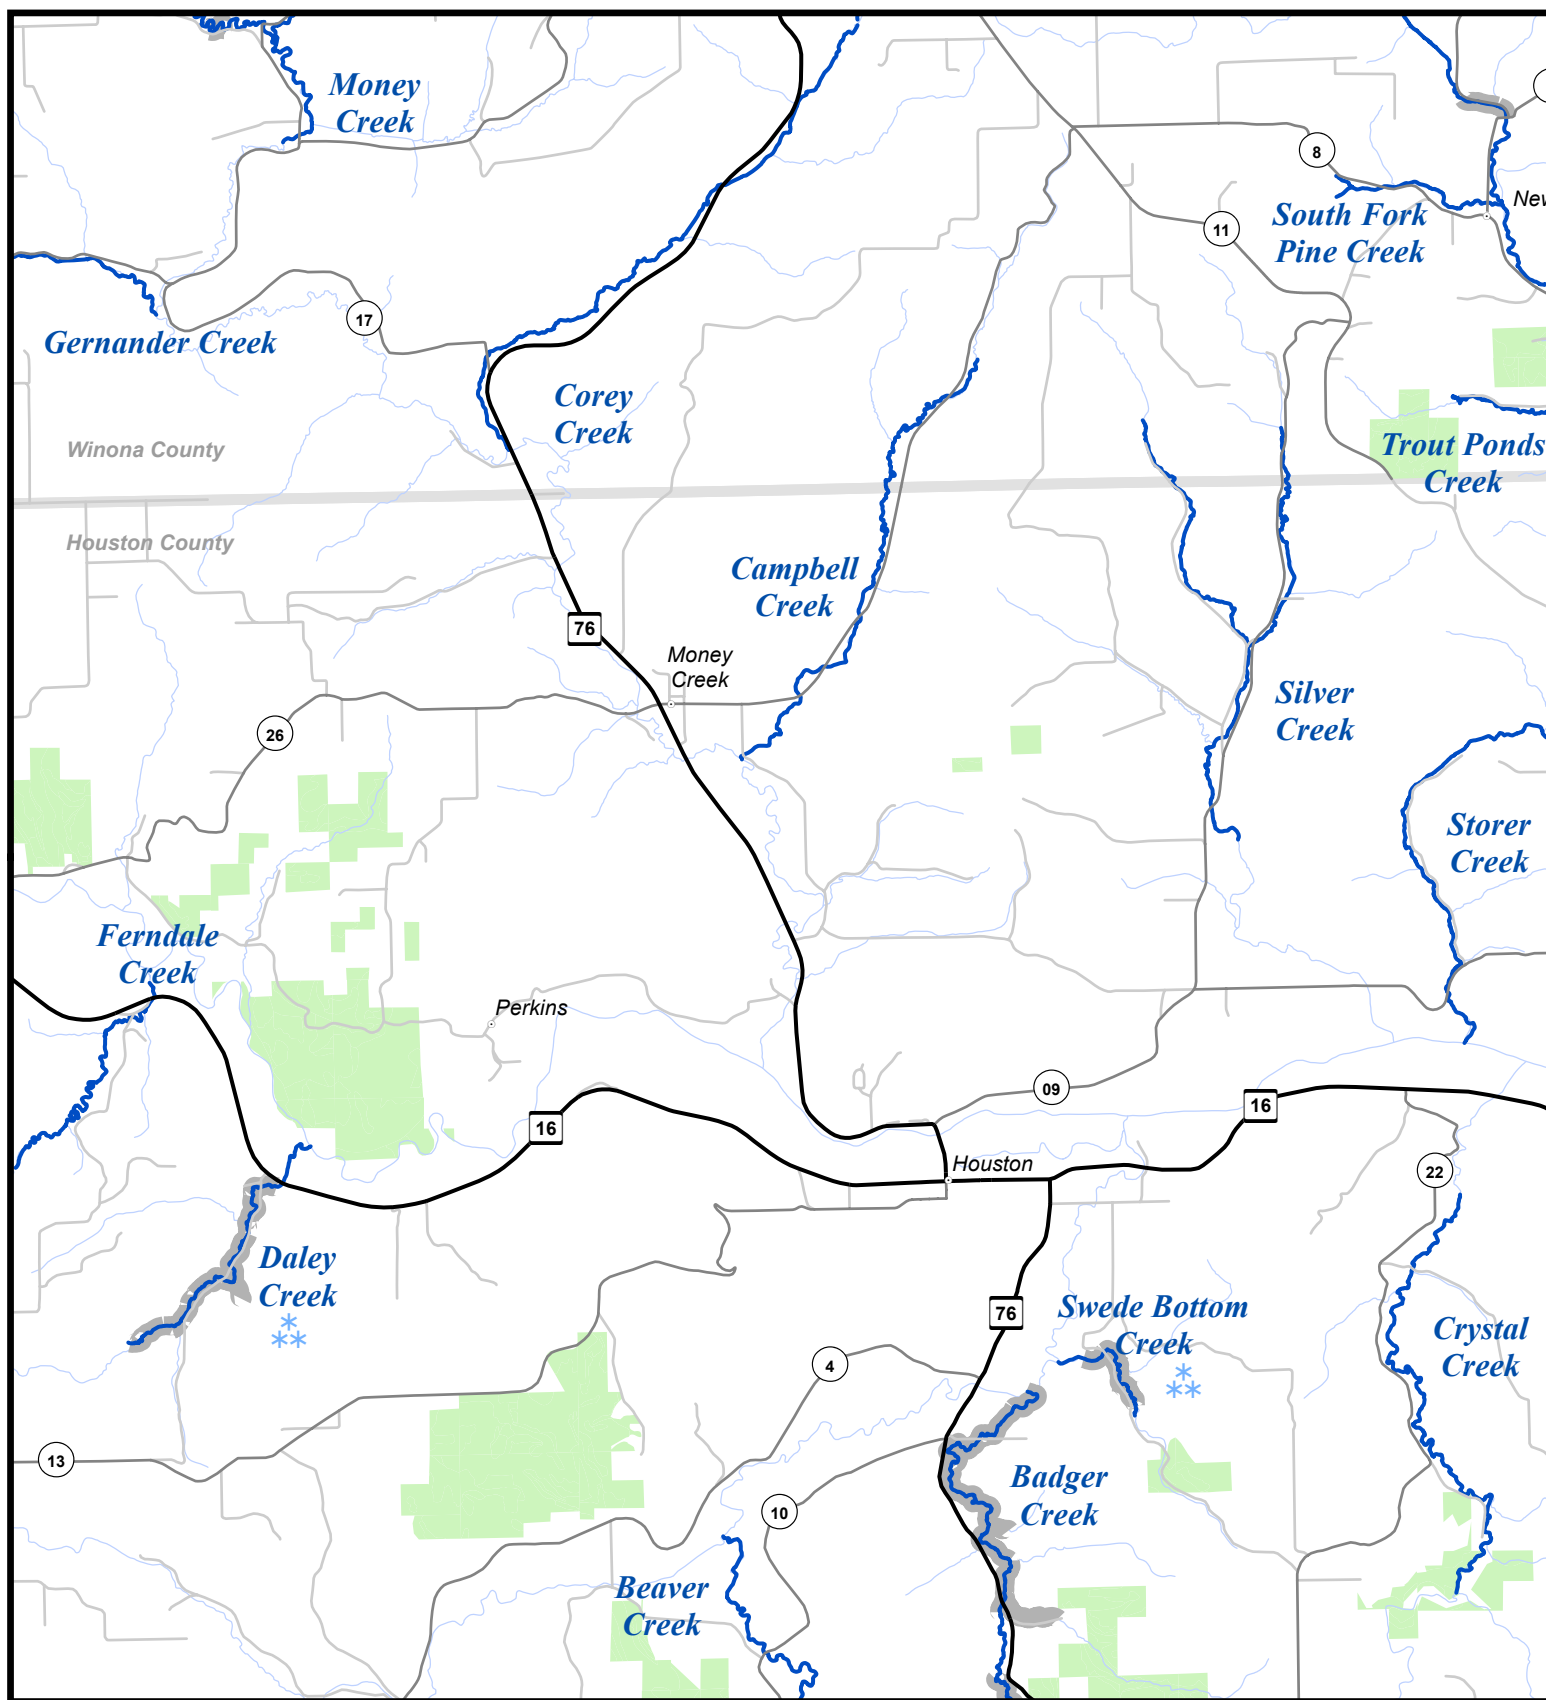 Money
Creek
8
South Fork
Pine Creek
New
11
Gernander Creek
17
Corey
Creek
Trout Ponds
Creek
Winona County
Houston County
Campbell
Creek
76
Money
Creek
Silver
Creek
26
Storer
Creek
Ferndale
Creek
Perkins
09
16
16
Houston
22
Daley
Creek
76
Swede Bottom
Creek
Crystal
Creek
4
13
Badger
Creek
10
Beaver
Creek